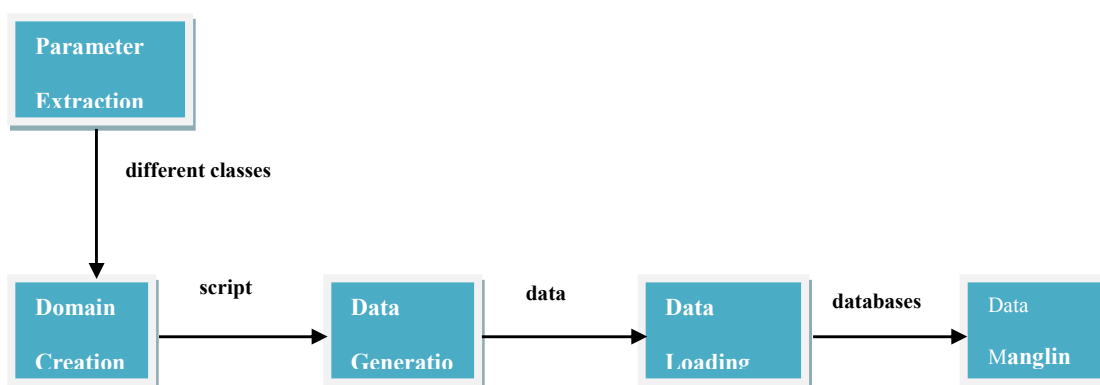 Parameter
Extraction
different classes
script
data
databases
Domain
Creation
Data
Generatio
Data
Loading
Data
Manglin